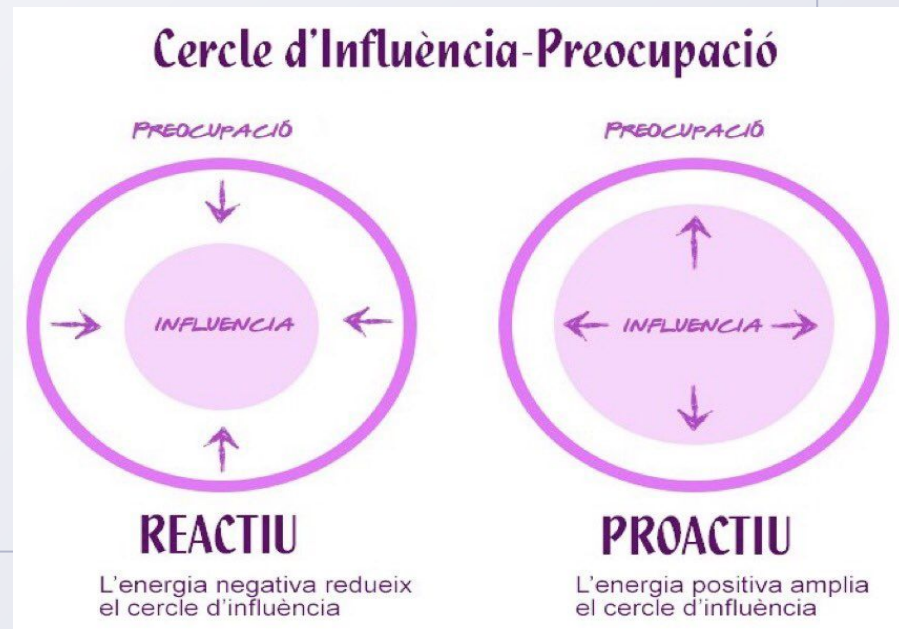 Cercle d'Influència-Preocupació
PREOCUPACIÓ
INFLUENCIA
REACTIU
L'energia negativa redueix
el cercle d'influència
PREOCUPACIÓ
INFLUENCIA
PROACTIU
L'energia positiva amplia
el cercle d'influència